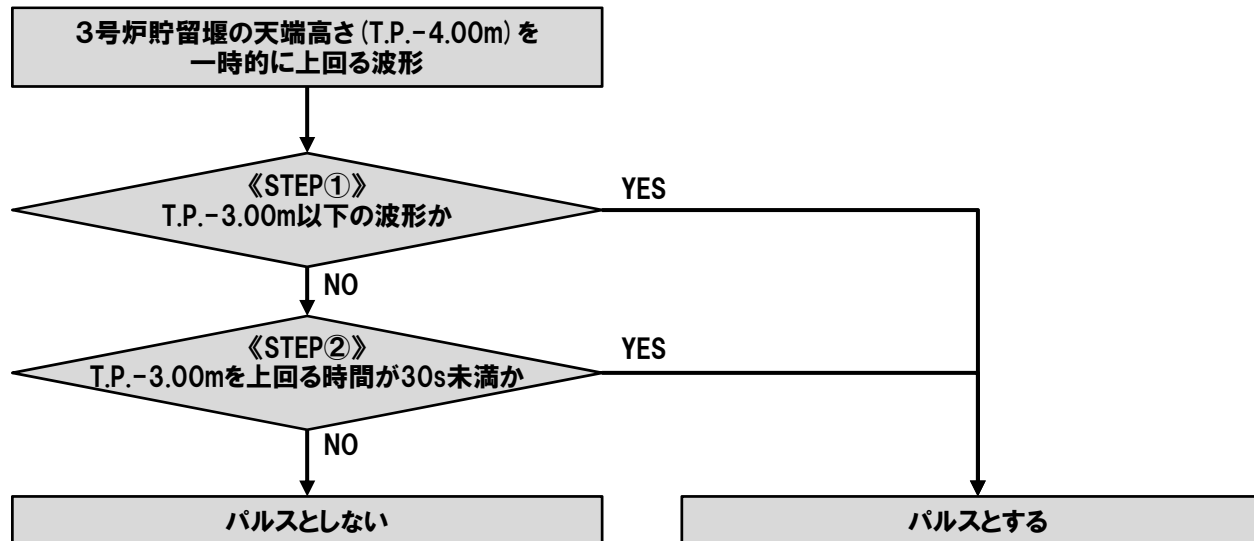 ３号炉貯留堰の天端高さ(T.P.-4.00m)を
一時的に上回る波形
《STEP①》
T.P.-3.00m以下の波形か
YES
NO
《STEP②》
T.P.-3.00mを上回る時間が30s未満か
YES
NO
パルスとしない
パルスとする